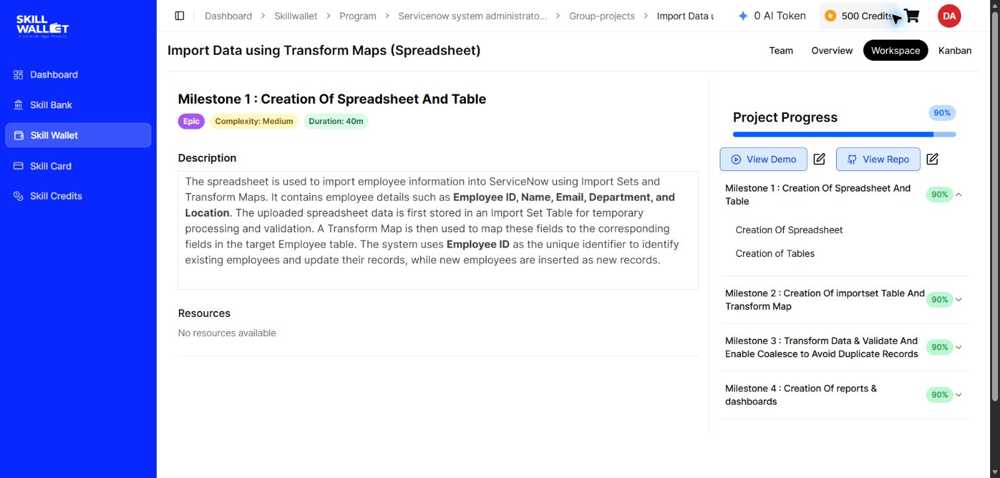 SKILL
WALLET
A SmartBridge Product
Dashboard
Skill Bank
Skill Wallet
Skill Card
Skill Credits
Dashboard > Skillwallet > Program > Servicenow system administrato... > Group-projects > Import Data u
0 AI Token
500 Credits
DA
Import Data using Transform Maps (Spreadsheet)
Team
Overview
Workspace
Kanban
Milestone 1 : Creation Of Spreadsheet And Table
Epic
Complexity: Medium
Duration: 40m
Description
The spreadsheet is used to import employee information into ServiceNow using Import Sets and
Transform Maps. It contains employee details such as Employee ID, Name, Email, Department, and
Location. The uploaded spreadsheet data is first stored in an Import Set Table for temporary
processing and validation. A Transform Map is then used to map these fields to the corresponding
fields in the target Employee table. The system uses Employee ID as the unique identifier to identify
existing employees and update their records, while new employees are inserted as new records.
Resources
No resources available
Project Progress
90%
View Demo
View Repo
Milestone 1 : Creation Of Spreadsheet And
Table
90%
Creation Of Spreadsheet
Creation of Tables
Milestone 2 : Creation Of importset Table And
Transform Map
90%
Milestone 3 : Transform Data & Validate And
Enable Coalesce to Avoid Duplicate Records
90%
Milestone 4 : Creation Of reports &
dashboards
90%